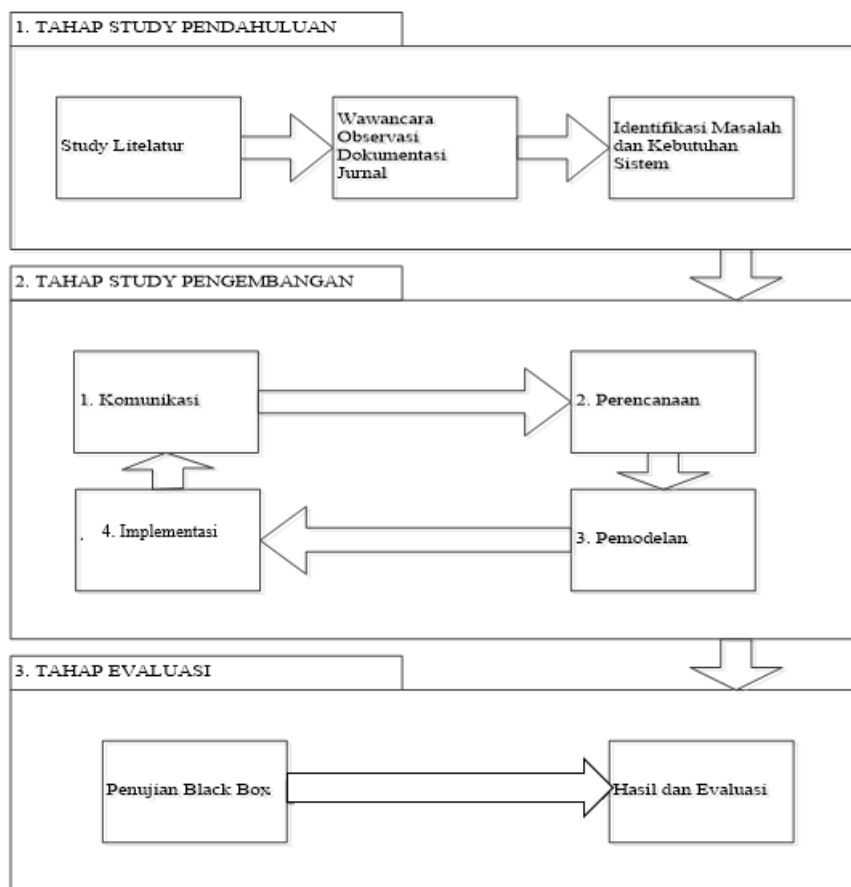 1. TAHAP STUDY PENDAHULUAN
Study Litelatur
Wawancara
Observasi
Dokumentasi
Jurnal
Identifikasi Masalah
dan Kebutuhan
Sistem
2. TAHAP STUDY PENGEMBANGAN
1. Komunikasi
2. Perencanaan
. 4. Implementasi
3. Pemodelan
3. TAHAP EVALUASI
Penujian Black Box
Hasil dan Evaluasi